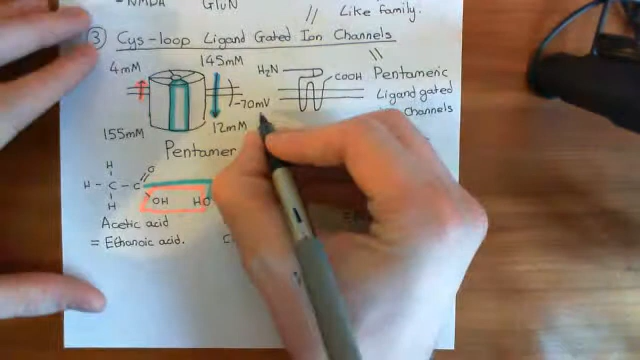 NMDA GluN // Like family.
③ Cys-loop Ligand Gated Ion Channels
4mM 145mM H₂N COOH Pentameric
-70mV Ligand gated
155mM 12mM Channels
Pentamer
H O
H - C - C
H OH HO
Acetic acid
= Ethanoic acid.